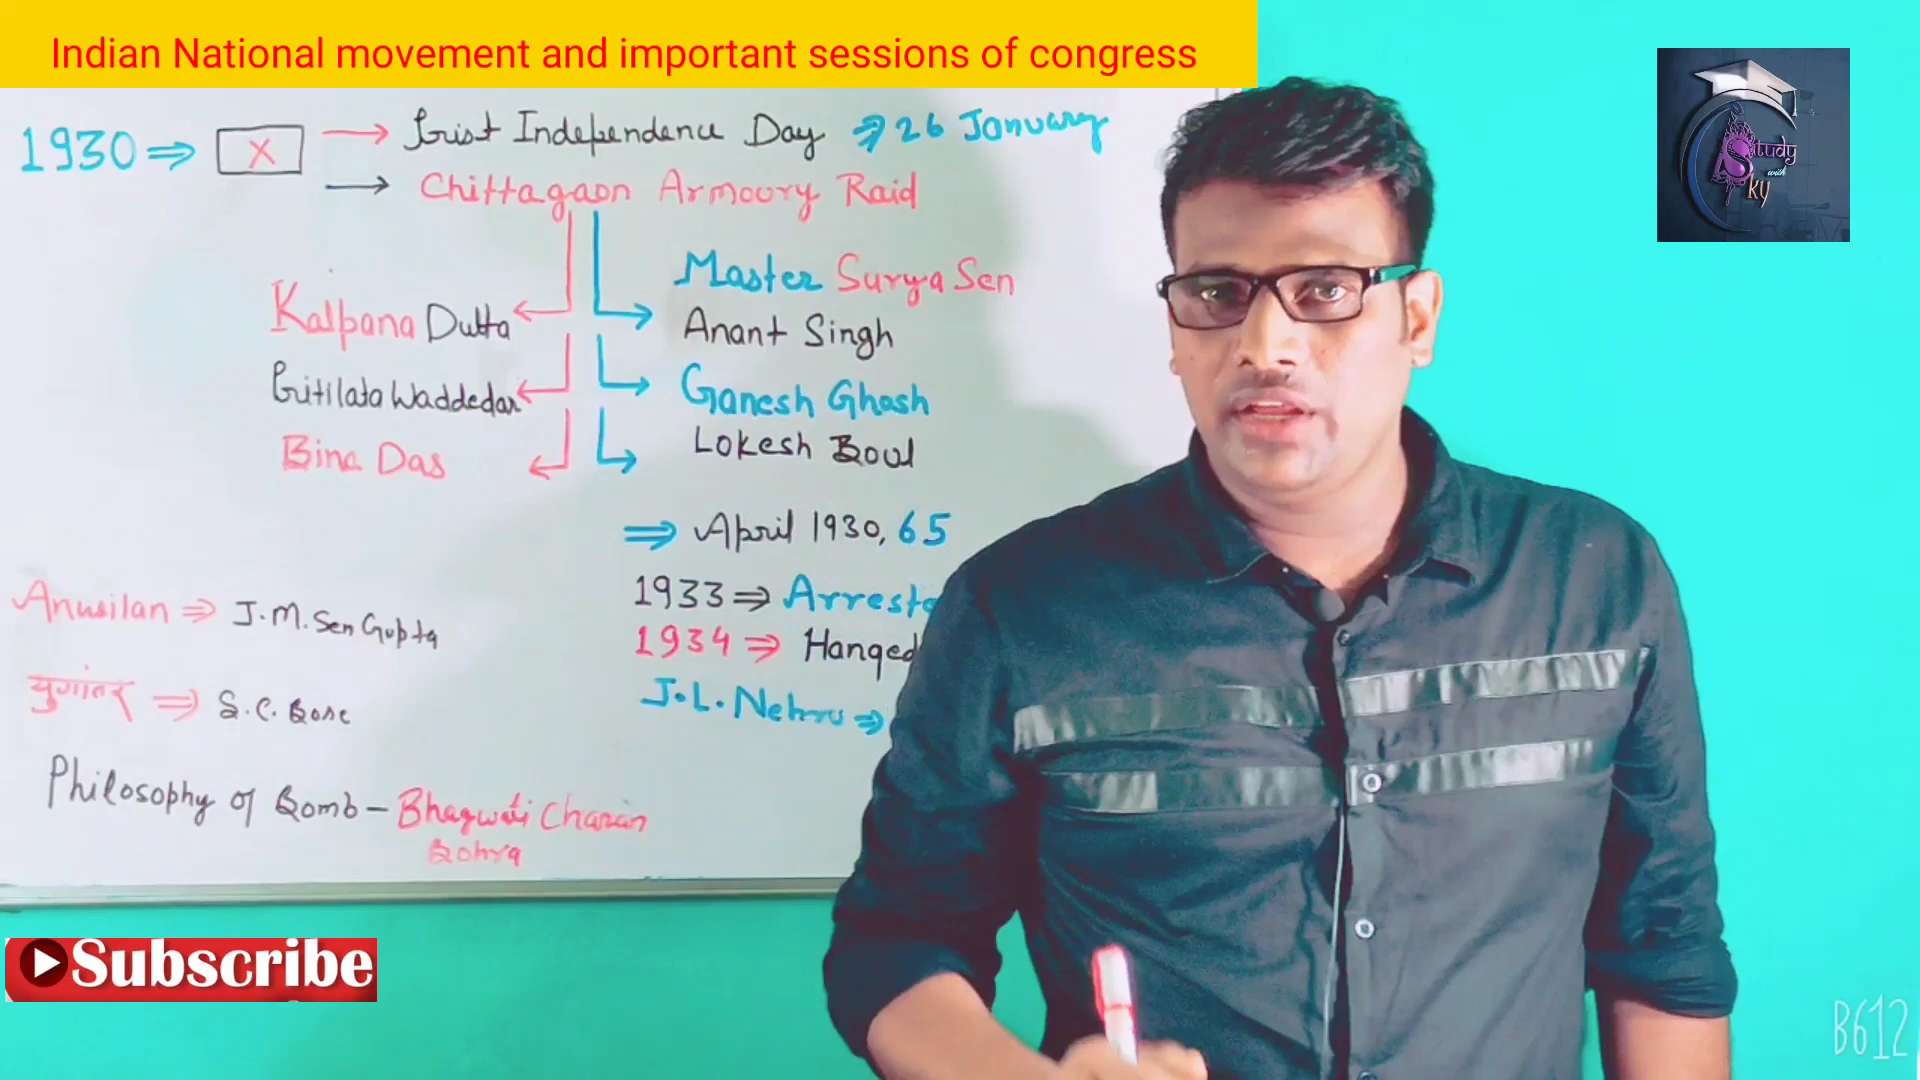 Indian National movement and important sessions of congress
1930 ⇒ X → First Independence Day ⇒ 26 January
→ Chittagaon Armoury Raid
Master Surya Sen
Kalpana Dutta
Anant Singh
Pritilata Waddedar
Ganesh Ghosh
Bina Das
Lokesh Boul
⇒ April 1930, 65
Anusilan ⇒ J.M. Sen Gupta
1933 ⇒ Arreste
1934 ⇒ Hanged
युगांतर ⇒ S.C. Bose
J.L. Nehru ⇒
Philosophy of Bomb – Bhagwati Charan
Bohra
Study
with
Sky
Subscribe
B612